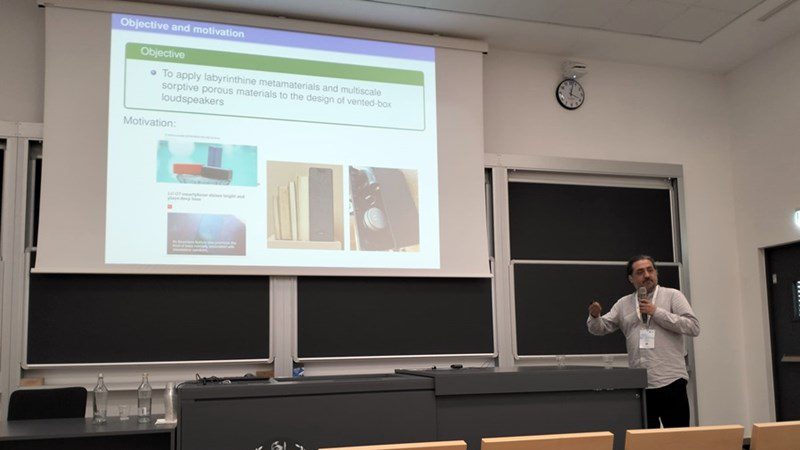 Objective and motivation
Objective
To apply labyrinthine metamaterials and multiscale
sorptive porous materials to the design of vented-box
loudspeakers
Motivation: